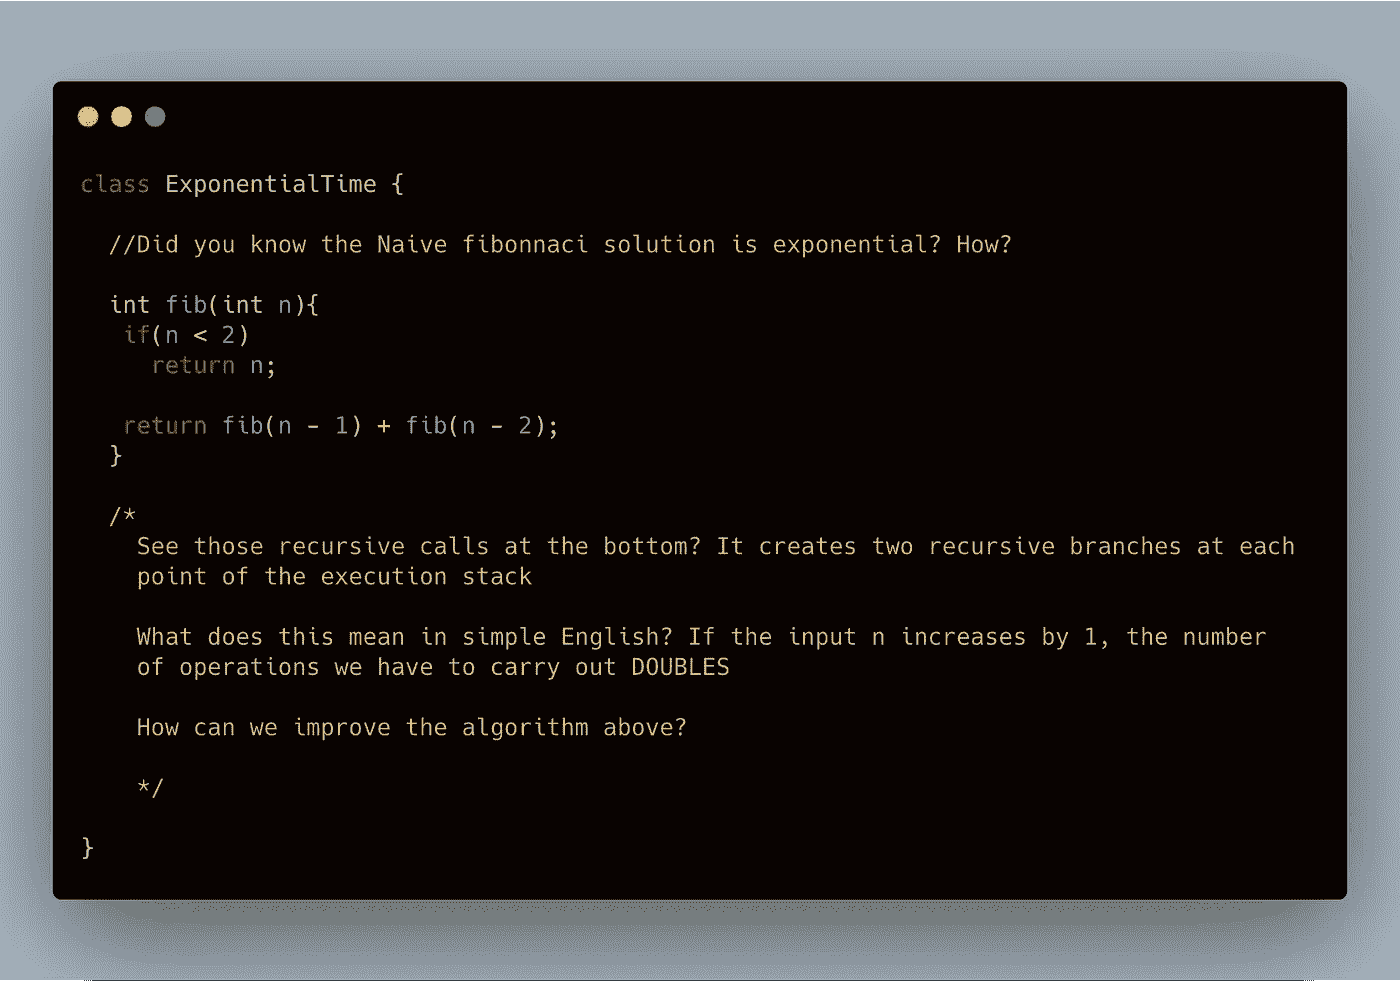 class ExponentialTime {
//Did you know the Naive fibonnaci solution is exponential? How?
int fib(int n){
if(n < 2)
return n;
return fib(n - 1) + fib(n - 2);
}
/*
See those recursive calls at the bottom? It creates two recursive branches at each
point of the execution stack
What does this mean in simple English? If the input n increases by 1, the number
of operations we have to carry out DOUBLES
How can we improve the algorithm above?
*/
}